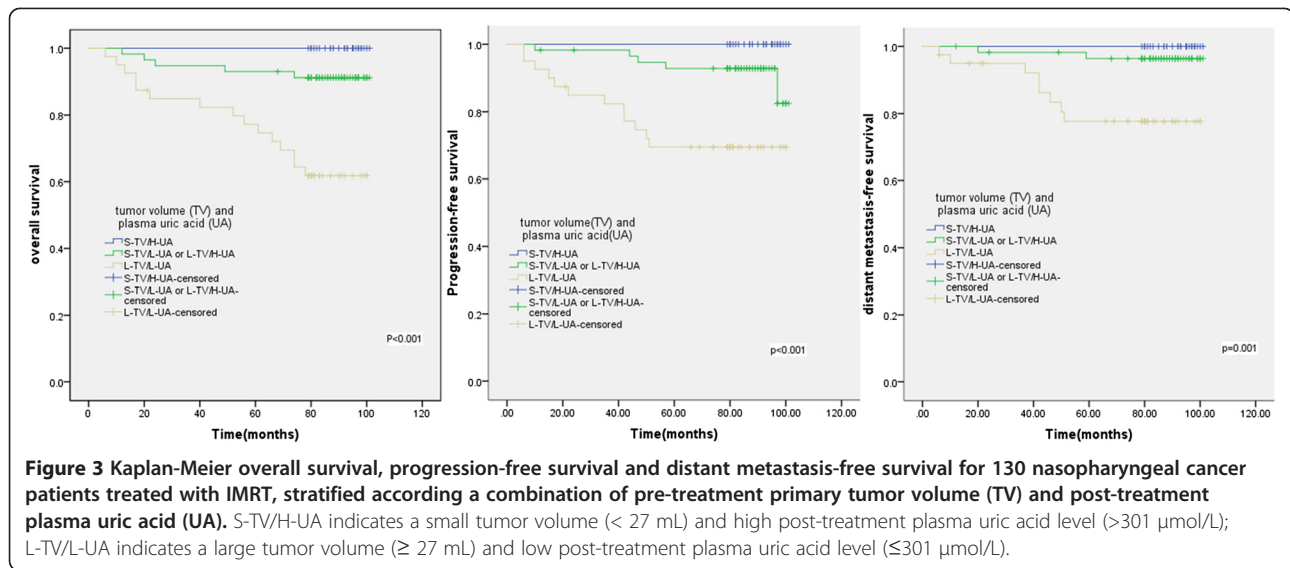 overall survival
1.0
0.8
0.6
0.4
0.2
0.0
tumor volume (TV) and
plasma uric acid (UA)
S-TV/H-UA
S-TV/L-UA or L-TV/H-UA
L-TV/L-UA
S-TV/H-UA-censored
S-TV/L-UA or L-TV/H-UA-
censored
L-TV/L-UA-censored
P<0.001
0 20 40 60 80 100 120
Time(months)
Progression-free survival
1.0
0.8
0.6
0.4
0.2
0.0
tumor volume(TV) and
plasma uric acid(UA)
S-TV/H-UA
S-TV/L-UA or L-TV/H-UA
L-TV/L-UA
S-TV/H-UA-censored
S-TV/L-UA or L-TV/H-UA-
censored
L-TV/L-UA-censored
p<0.001
.00 20.00 40.00 60.00 80.00 100.00 120.00
Time(months)
distant metastasis-free survival
1.0
0.8
0.6
0.4
0.2
0.0
tumor volume (TV) and
plasma uric acid (UA)
S-TV/H-UA
S-TV/L-UA or L-TV/H-UA
L-TV/L-UA
S-TV/H-UA-censored
S-TV/L-UA or L-TV/H-UA-
censored
L-TV/L-UA-censored
p=0.001
.00 20.00 40.00 60.00 80.00 100.00 120.00
Time(months)
Figure 3 Kaplan-Meier overall survival, progression-free survival and distant metastasis-free survival for 130 nasopharyngeal cancer
patients treated with IMRT, stratified according a combination of pre-treatment primary tumor volume (TV) and post-treatment
plasma uric acid (UA). S-TV/H-UA indicates a small tumor volume (< 27 mL) and high post-treatment plasma uric acid level (>301 μmol/L);
L-TV/L-UA indicates a large tumor volume (≥ 27 mL) and low post-treatment plasma uric acid level (≤301 μmol/L).